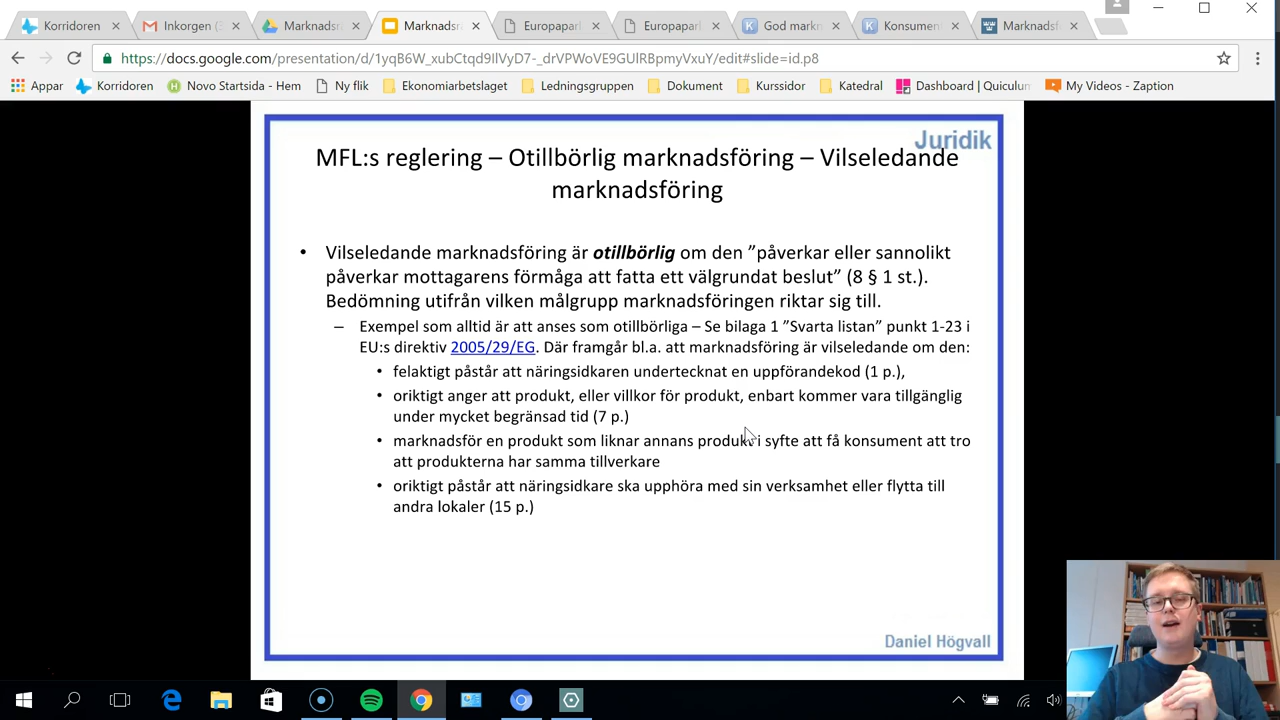 Korridoren
Inkorgen (
Marknadsr
Marknadsr
Europaparl
Europaparl
God markn
Konsumen
Marknadsf
https://docs.google.com/presentation/d/1yqB6W_xubCtqd9IlVyD7-_drVPWoVE9GUlRBpmyVxuY/edit#slide=id.p8
Appar
Korridoren
Novo Startsida - Hem
Ny flik
Ekonomiarbetslaget
Ledningsgruppen
Dokument
Kurssidor
Katedral
Dashboard | Quiculum
My Videos - Zaption
Juridik
MFL:s reglering – Otillbörlig marknadsföring – Vilseledande
marknadsföring
• Vilseledande marknadsföring är otillbörlig om den ”påverkar eller sannolikt
påverkar mottagarens förmåga att fatta ett välgrundat beslut” (8 § 1 st.).
Bedömning utifrån vilken målgrupp marknadsföringen riktar sig till.
– Exempel som alltid är att anses som otillbörliga – Se bilaga 1 ”Svarta listan” punkt 1-23 i
EU:s direktiv 2005/29/EG. Där framgår bl.a. att marknadsföring är vilseledande om den:
• felaktigt påstår att näringsidkaren undertecknat en uppförandekod (1 p.),
• oriktigt anger att produkt, eller villkor för produkt, enbart kommer vara tillgänglig
under mycket begränsad tid (7 p.)
• marknadsför en produkt som liknar annans produkt i syfte att få konsument att tro
att produkterna har samma tillverkare
• oriktigt påstår att näringsidkare ska upphöra med sin verksamhet eller flytta till
andra lokaler (15 p.)
Daniel Högvall